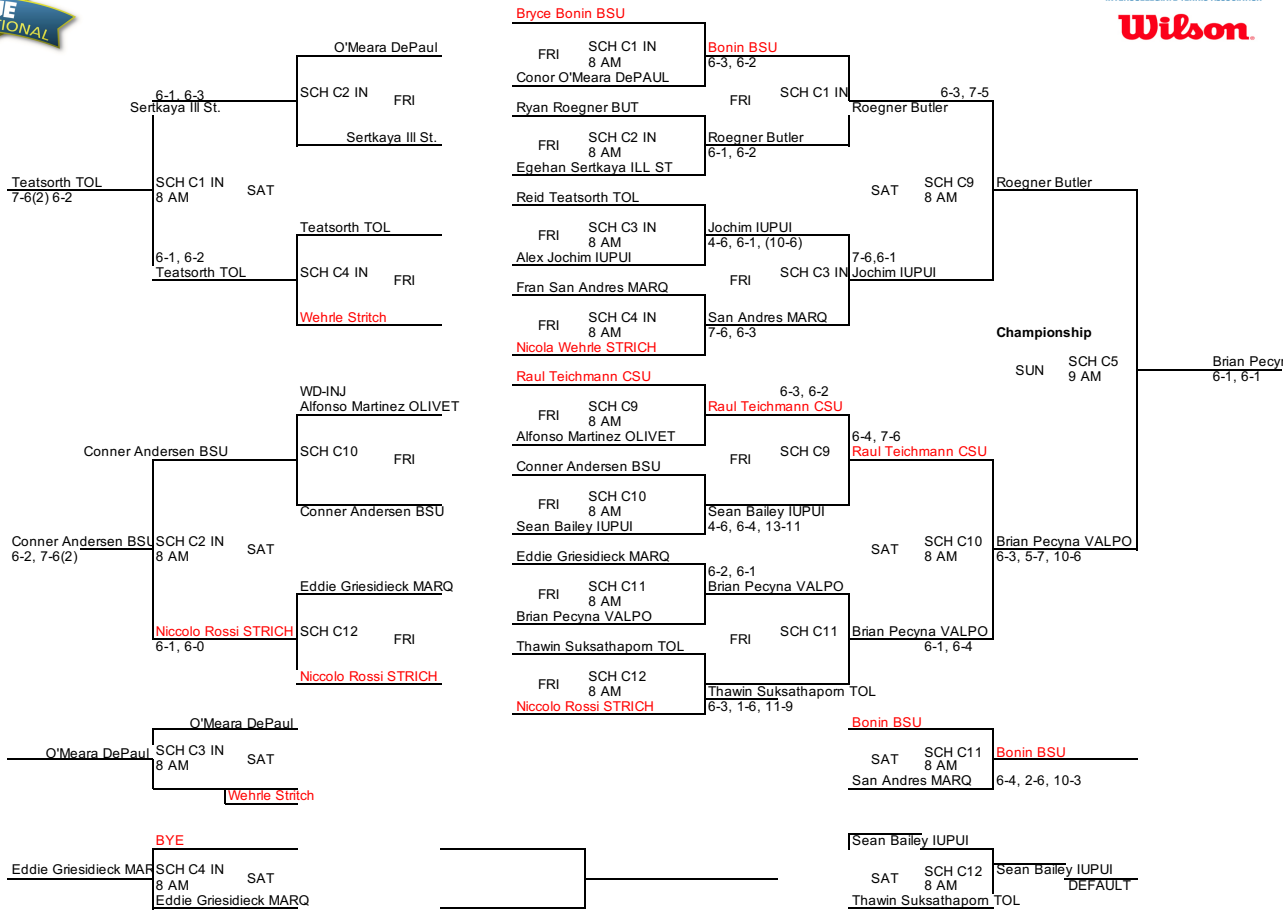 UE
TIONAL
Wilson.
Bryce Bonin BSU
FRI SCH C1 IN
8 AM
Conor O'Meara DePAUL
Bonin BSU
6-3, 6-2
FRI SCH C1 IN
Ryan Roegner BUT
FRI SCH C2 IN
8 AM
Egehan Sertkaya ILL ST
Roegner Butler
6-1, 6-2
Roegner Butler
6-3, 7-5
Reid Teatsorth TOL
FRI SCH C3 IN
8 AM
Alex Jochim IUPUI
Jochim IUPUI
4-6, 6-1, (10-6)
FRI SCH C3 IN
Fran San Andres MARQ
FRI SCH C4 IN
8 AM
Nicola Wehrle STRICH
San Andres MARQ
7-6, 6-3
7-6,6-1
Jochim IUPUI
SAT SCH C9
8 AM
Roegner Butler
Championship
SUN SCH C5
9 AM
Brian Pecyn
6-1, 6-1
Raul Teichmann CSU
FRI SCH C9
8 AM
Alfonso Martinez OLIVET
6-3, 6-2
Raul Teichmann CSU
FRI SCH C9
Conner Andersen BSU
FRI SCH C10
8 AM
Sean Bailey IUPUI
Sean Bailey IUPUI
4-6, 6-4, 13-11
6-4, 7-6
Raul Teichmann CSU
Eddie Griesidieck MARQ
FRI SCH C11
8 AM
Brian Pecyna VALPO
6-2, 6-1
Brian Pecyna VALPO
FRI SCH C11
Thawin Suksathaporn TOL
FRI SCH C12
8 AM
Niccolo Rossi STRICH
Thawin Suksathaporn TOL
6-3, 1-6, 11-9
Brian Pecyna VALPO
6-1, 6-4
SAT SCH C10
8 AM
Brian Pecyna VALPO
6-3, 5-7, 10-6
O'Meara DePaul
SCH C2 IN FRI
Sertkaya Ill St.
6-1, 6-3
Sertkaya Ill St.
SCH C1 IN
8 AM SAT
Teatsorth TOL
7-6(2) 6-2
Teatsorth TOL
SCH C4 IN FRI
Wehrle Stritch
6-1, 6-2
Teatsorth TOL
WD-INJ
Alfonso Martinez OLIVET
SCH C10 FRI
Conner Andersen BSU
Conner Andersen BSU
SCH C2 IN
8 AM SAT
Conner Andersen BSU
6-2, 7-6(2)
Eddie Griesidieck MARQ
SCH C12 FRI
Niccolo Rossi STRICH
Niccolo Rossi STRICH
6-1, 6-0
O'Meara DePaul
O'Meara DePaul
SCH C3 IN
8 AM SAT
Wehrle Stritch
BYE
Eddie Griesidieck MAR
SCH C4 IN
8 AM SAT
Eddie Griesidieck MARQ
Bonin BSU
SAT SCH C11
8 AM
San Andres MARQ
Bonin BSU
6-4, 2-6, 10-3
Sean Bailey IUPUI
SAT SCH C12
8 AM
Thawin Suksathaporn TOL
Sean Bailey IUPUI
DEFAULT